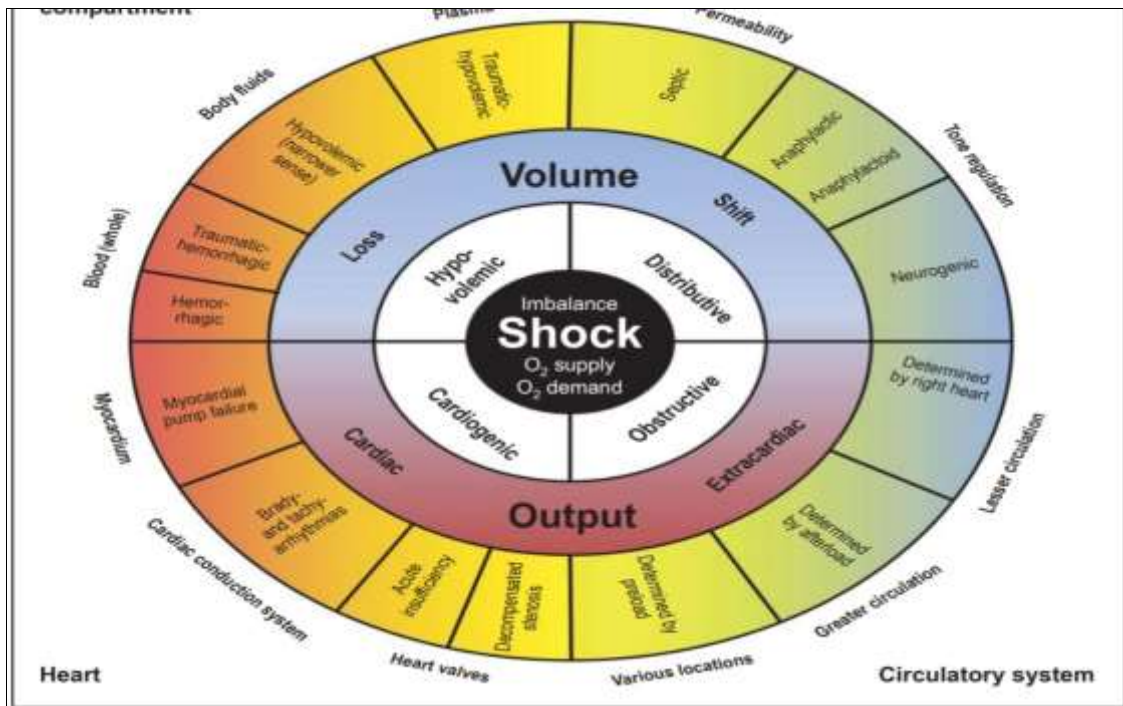 compartment
Plasma
Permeability
Body fluids
Tone regulation
Blood (whole)
Traumatic-
hypovolemic
Septic
Hypovolemic
(narrower
sense)
Anaphylactic
Anaphylactoid
Traumatic-
hemorrhagic
Neurogenic
Hemor-
rhagic
Volume
Loss
Shift
Hypo-
volemic
Distributive
Imbalance
Shock
O₂ supply
O₂ demand
Cardiogenic
Obstructive
Cardiac
Extracardiac
Output
Myocardial
pump failure
Determined
by right heart
Brady-
and tachy-
arrhythmias
Acute
insufficiency
Decompensated
stenosis
Determined by
preload
Determined
by afterload
Myocardium
Lesser circulation
Cardiac conduction system
Greater circulation
Heart valves
Various locations
Heart
Circulatory system